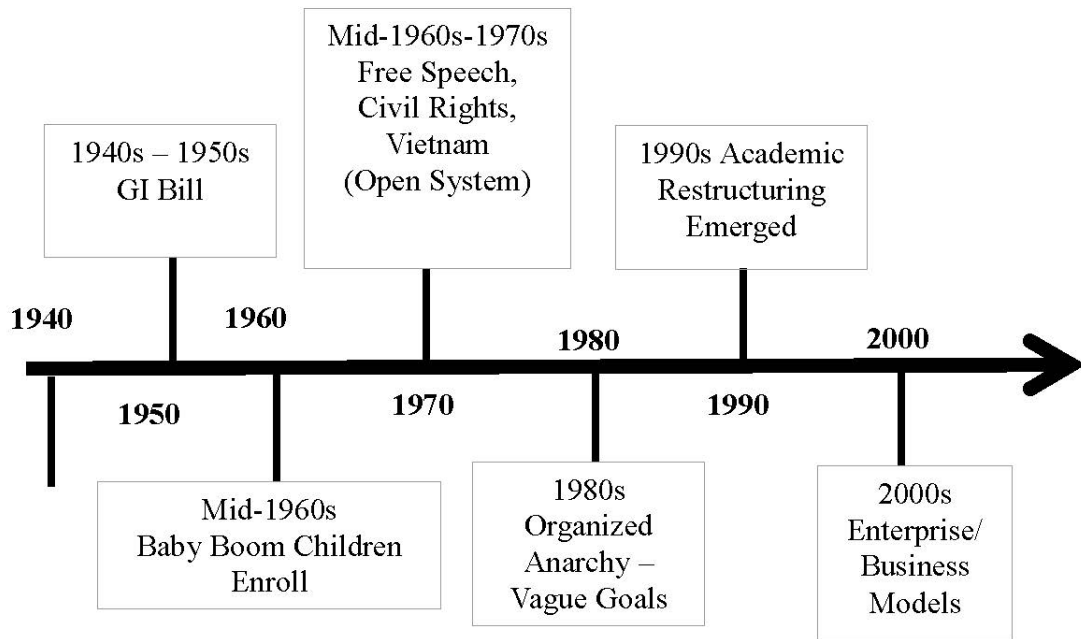 Mid-1960s-1970s
Free Speech,
Civil Rights,
Vietnam
(Open System)
1940s – 1950s
GI Bill
1990s Academic
Restructuring
Emerged
1940
1960
1980
2000
1950
1970
1990
Mid-1960s
Baby Boom Children
Enroll
1980s
Organized
Anarchy –
Vague Goals
2000s
Enterprise/
Business
Models